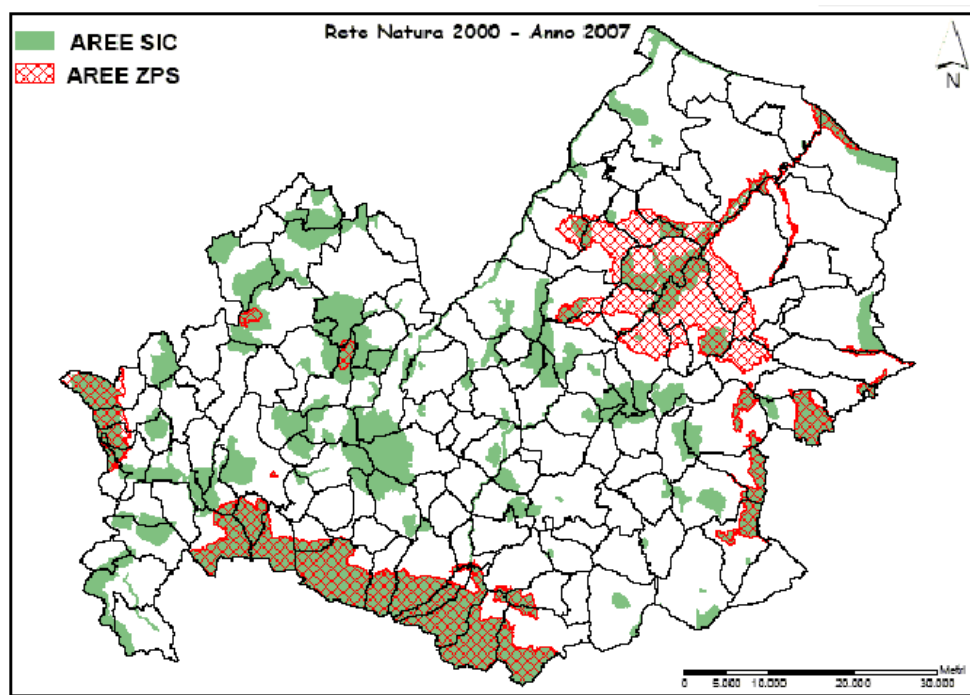 Rete Natura 2000 - Anno 2007
AREE SIC
AREE ZPS
N
Metri
0 5.000 10.000 20.000 30.000